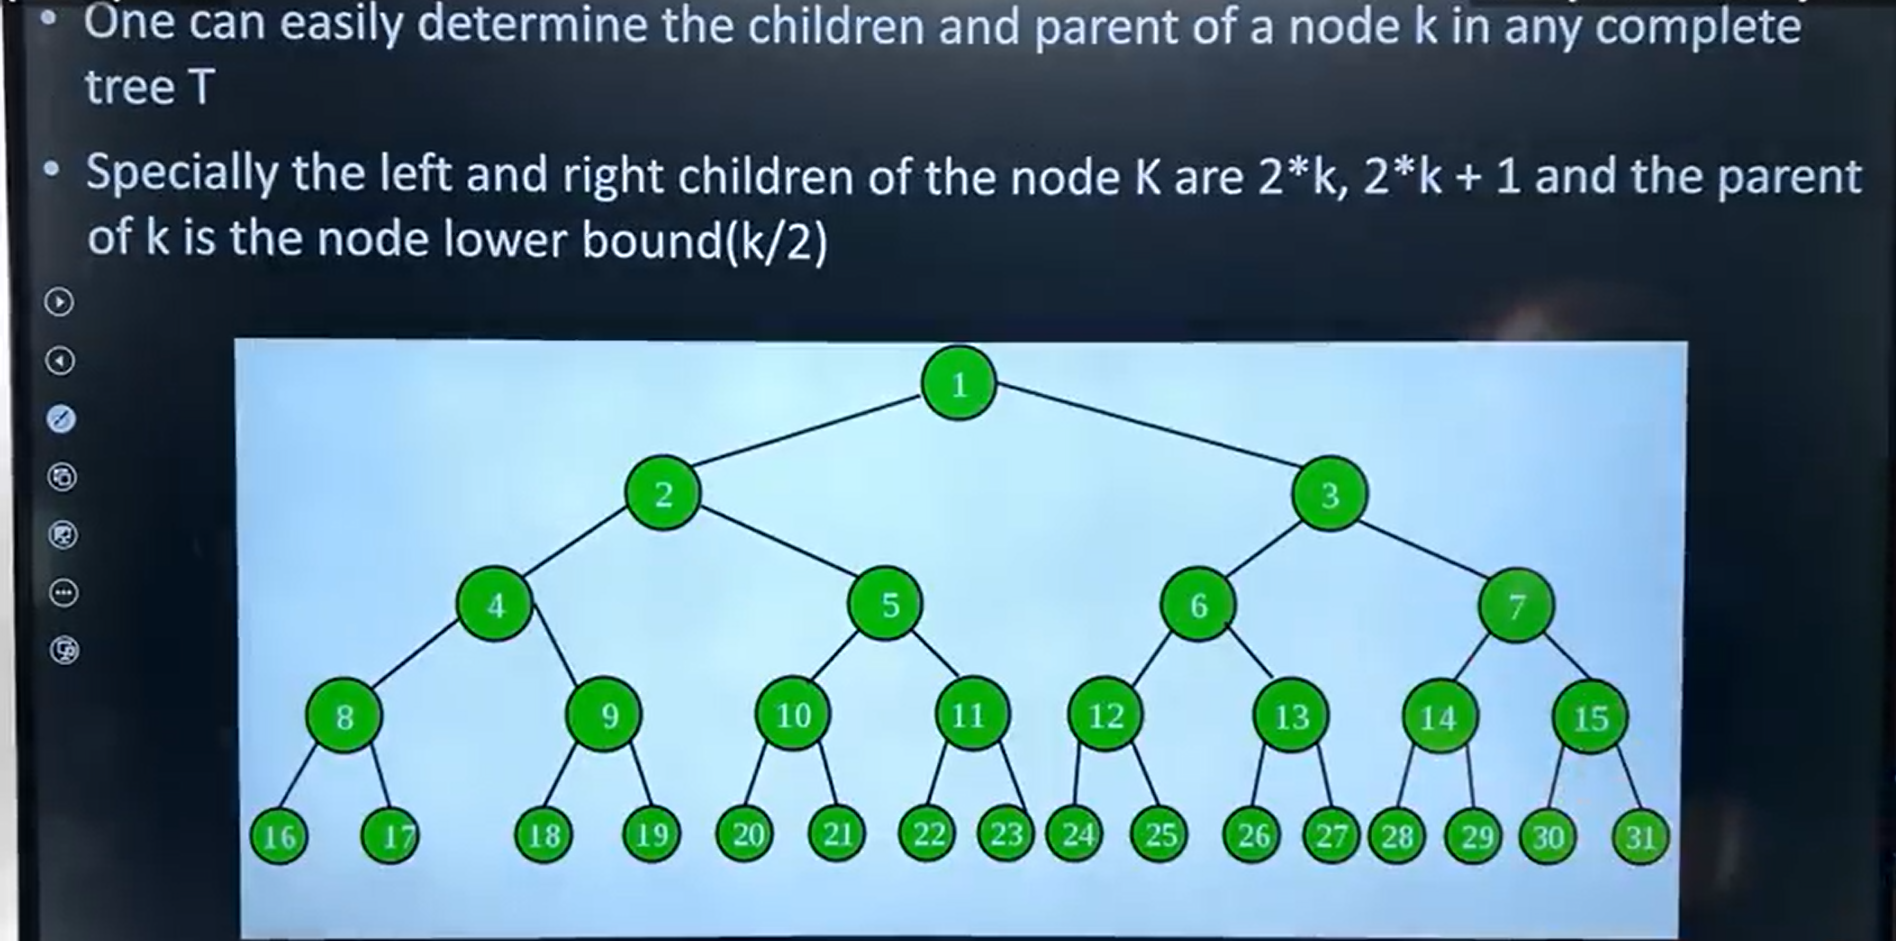 • One can easily determine the children and parent of a node k in any complete
tree T
• Specially the left and right children of the node K are 2*k, 2*k + 1 and the parent
of k is the node lower bound(k/2)
1
2 3
4 5 6 7
8 9 10 11 12 13 14 15
16 17 18 19 20 21 22 23 24 25 26 27 28 29 30 31